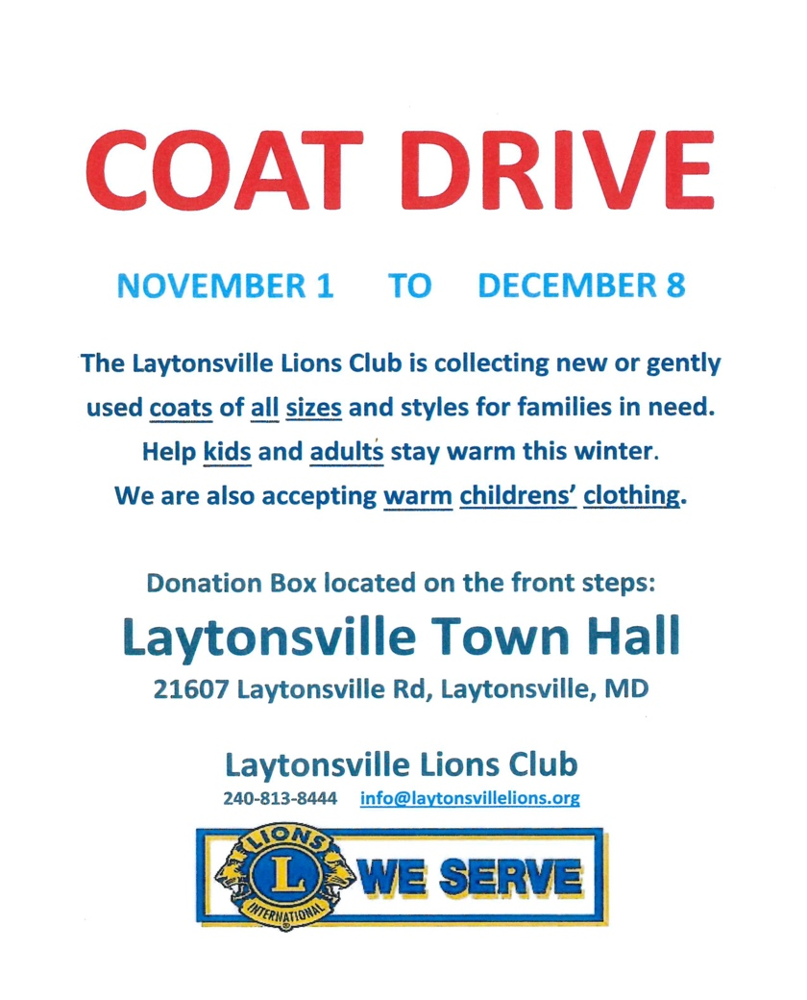 COAT DRIVE
NOVEMBER 1 TO DECEMBER 8
The Laytonsville Lions Club is collecting new or gently
used coats of all sizes and styles for families in need.
Help kids and adults stay warm this winter.
We are also accepting warm childrens' clothing.
Donation Box located on the front steps:
Laytonsville Town Hall
21607 Laytonsville Rd, Laytonsville, MD
Laytonsville Lions Club
240-813-8444 info@laytonsvillelions.org
LIONS
L
INTERNATIONAL
®
WE SERVE